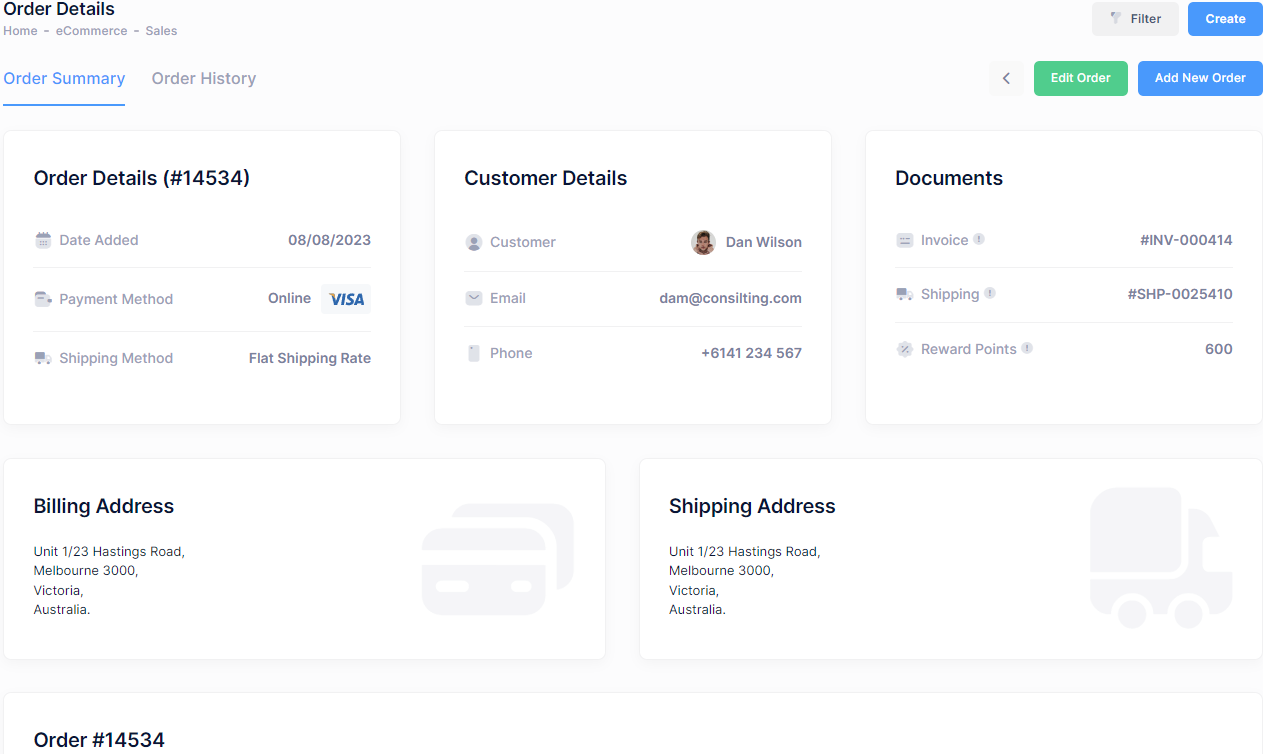 Order Details
Home - eCommerce - Sales
Filter
Create
Order Summary
Order History
Edit Order
Add New Order
Order Details (#14534)
Date Added
08/08/2023
Payment Method
Online
VISA
Shipping Method
Flat Shipping Rate
Customer Details
Customer
Dan Wilson
Email
dam@consilting.com
Phone
+6141 234 567
Documents
Invoice
#INV-000414
Shipping
#SHP-0025410
Reward Points
600
Billing Address
Unit 1/23 Hastings Road,
Melbourne 3000,
Victoria,
Australia.
Shipping Address
Unit 1/23 Hastings Road,
Melbourne 3000,
Victoria,
Australia.
Order #14534